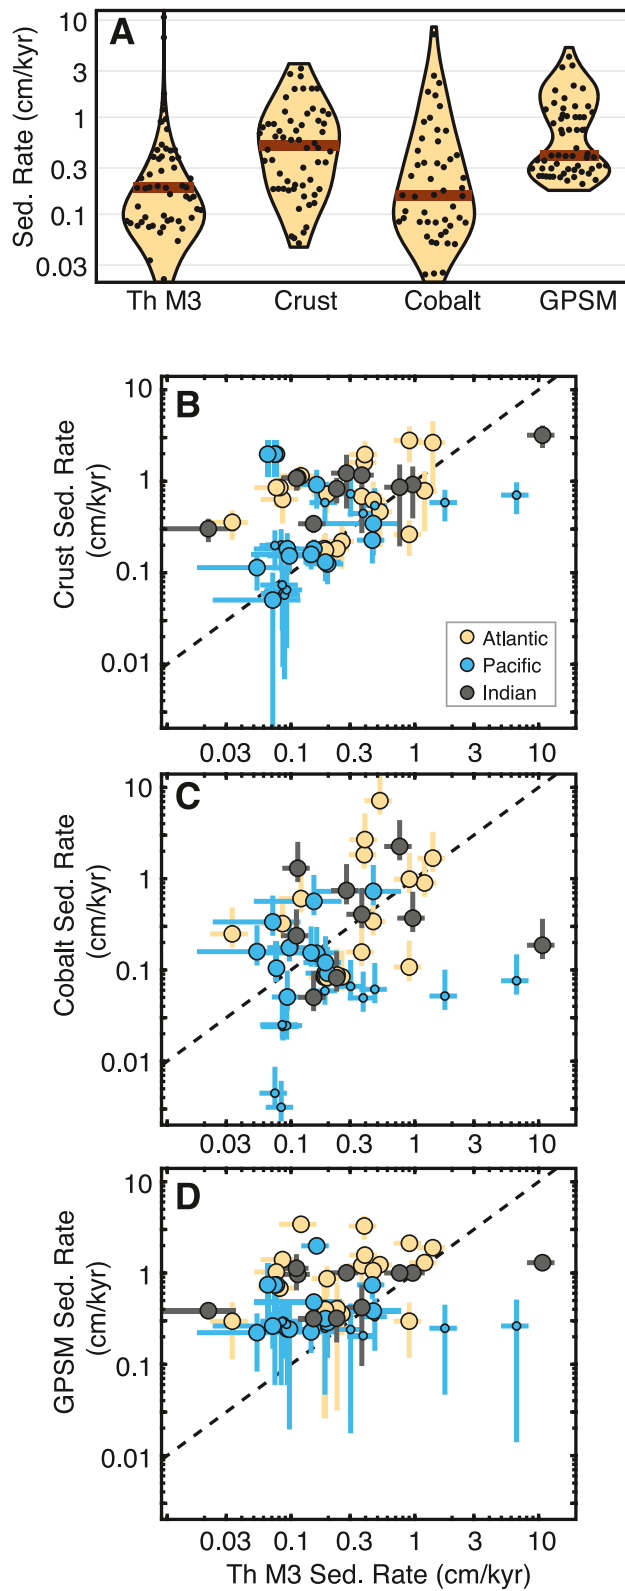 A
Sed. Rate (cm/kyr)
10
3
1
0.3
0.1
0.03
Th M3 Crust Cobalt GPSM
B
Crust Sed. Rate
(cm/kyr)
10
1
0.1
0.01
Atlantic
Pacific
Indian
0.03 0.1 0.3 1 3 10
C
Cobalt Sed. Rate
(cm/kyr)
10
1
0.1
0.01
0.03 0.1 0.3 1 3 10
D
GPSM Sed. Rate
(cm/kyr)
10
1
0.1
0.01
0.03 0.1 0.3 1 3 10
Th M3 Sed. Rate (cm/kyr)